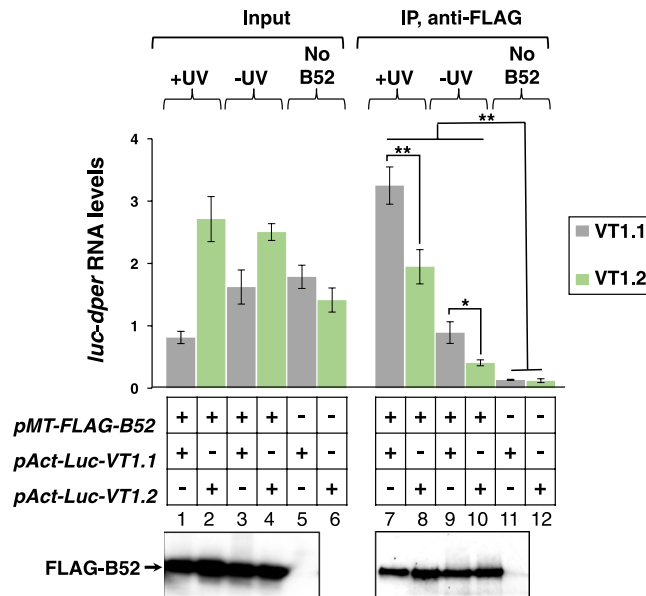 Input IP, anti-FLAG
+UV -UV No B52 +UV -UV No B52
**
** 
*
4
3
2
1
0
luc-dper RNA levels
VT1.1
VT1.2
pMT-FLAG-B52 + + + + - - + + + + - -
pAct-Luc-VT1.1 + - + - + - + - + - + -
pAct-Luc-VT1.2 - + - + - + - + - + - +
1 2 3 4 5 6 7 8 9 10 11 12
FLAG-B52→